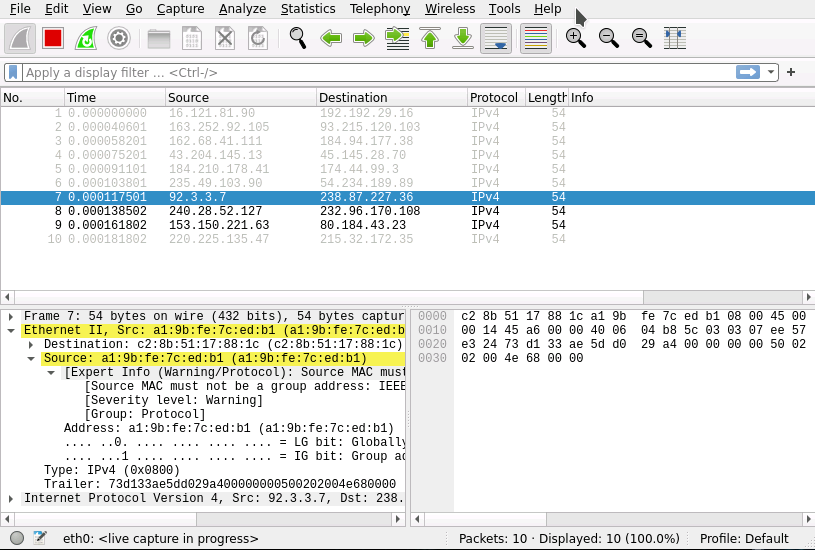 File Edit View Go Capture Analyze Statistics Telephony Wireless Tools Help
Apply a display filter … <Ctrl-/>
No. Time Source Destination Protocol Length Info
1 0.000000000 16.121.81.90 192.192.29.16 IPv4 54
2 0.000040601 163.252.92.105 93.215.120.103 IPv4 54
3 0.000058201 162.68.41.111 184.94.177.38 IPv4 54
4 0.000075201 43.204.145.13 45.145.28.70 IPv4 54
5 0.000091101 184.210.178.41 174.44.99.3 IPv4 54
6 0.000103801 235.49.103.90 54.234.189.89 IPv4 54
7 0.000117501 92.3.3.7 238.87.227.36 IPv4 54
8 0.000138502 240.28.52.127 232.96.170.108 IPv4 54
9 0.000161802 153.150.221.63 80.184.43.23 IPv4 54
10 0.000181802 220.225.135.47 215.32.172.35 IPv4 54
Frame 7: 54 bytes on wire (432 bits), 54 bytes captur
Ethernet II, Src: a1:9b:fe:7c:ed:b1 (a1:9b:fe:7c:ed:b
Destination: c2:8b:51:17:88:1c (c2:8b:51:17:88:1c)
Source: a1:9b:fe:7c:ed:b1 (a1:9b:fe:7c:ed:b1)
[Expert Info (Warning/Protocol): Source MAC must
[Source MAC must not be a group address: IEEE
[Severity level: Warning]
[Group: Protocol]
Address: a1:9b:fe:7c:ed:b1 (a1:9b:fe:7c:ed:b1)
.... ..0. .... .... .... .... = LG bit: Globally
.... ...1 .... .... .... .... = IG bit: Group ad
Type: IPv4 (0x0800)
Trailer: 73d133ae5dd029a4000000000500202004e680000
Internet Protocol Version 4, Src: 92.3.3.7, Dst: 238.
0000 c2 8b 51 17 88 1c a1 9b fe 7c ed b1 08 00 45 00
0010 00 14 45 a6 00 00 40 06 04 b8 5c 03 03 07 ee 57
0020 e3 24 73 d1 33 ae 5d d0 29 a4 00 00 00 00 50 02
0030 02 00 4e 68 00 00
eth0: <live capture in progress> Packets: 10 · Displayed: 10 (100.0%) Profile: Default